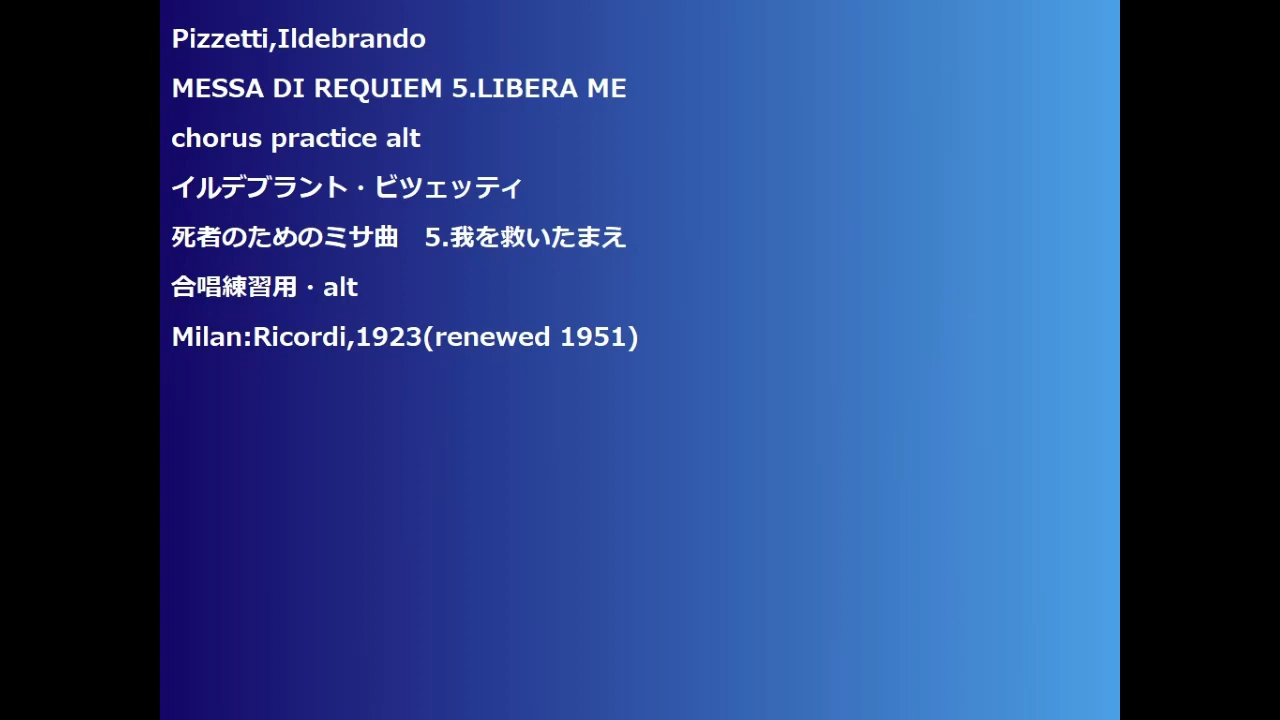 Pizzetti,Ildebrando
MESSA DI REQUIEM 5.LIBERA ME
chorus practice alt
イルデブラント・ビツェッティ
死者のためのミサ曲　5.我を救いたまえ
合唱練習用・alt
Milan:Ricordi,1923(renewed 1951)